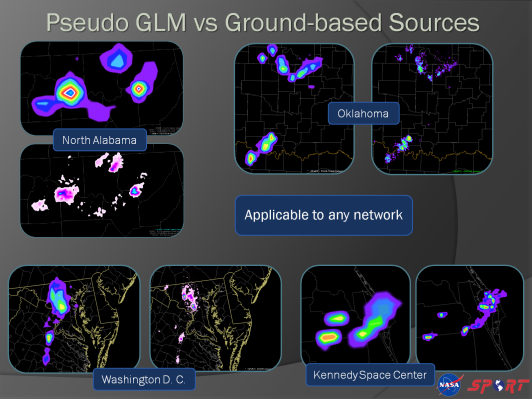 Pseudo GLM vs Ground-based Sources
North Alabama
Oklahoma
Applicable to any network
Washington D. C.
Kennedy Space Center
NASA
SPoRT